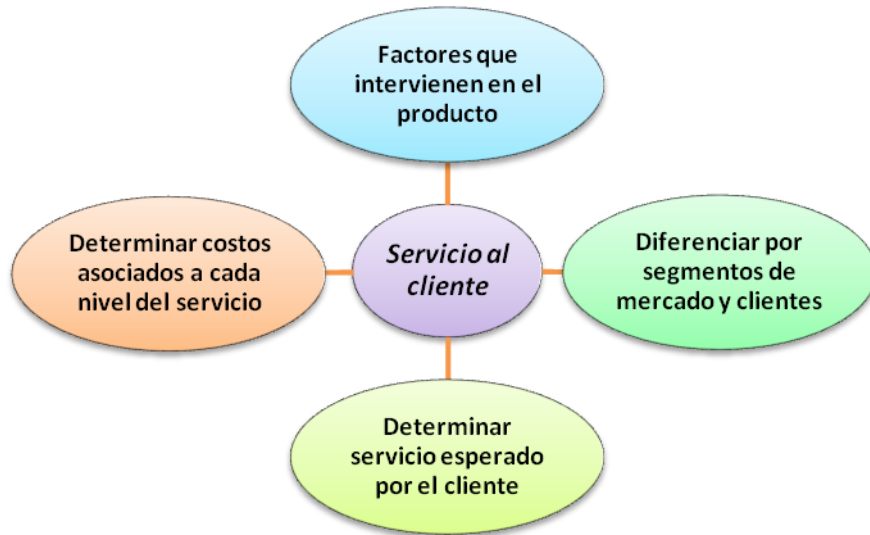 Factores que
intervienen en el
producto
Determinar costos
asociados a cada
nivel del servicio
Servicio al
cliente
Diferenciar por
segmentos de
mercado y clientes
Determinar
servicio esperado
por el cliente